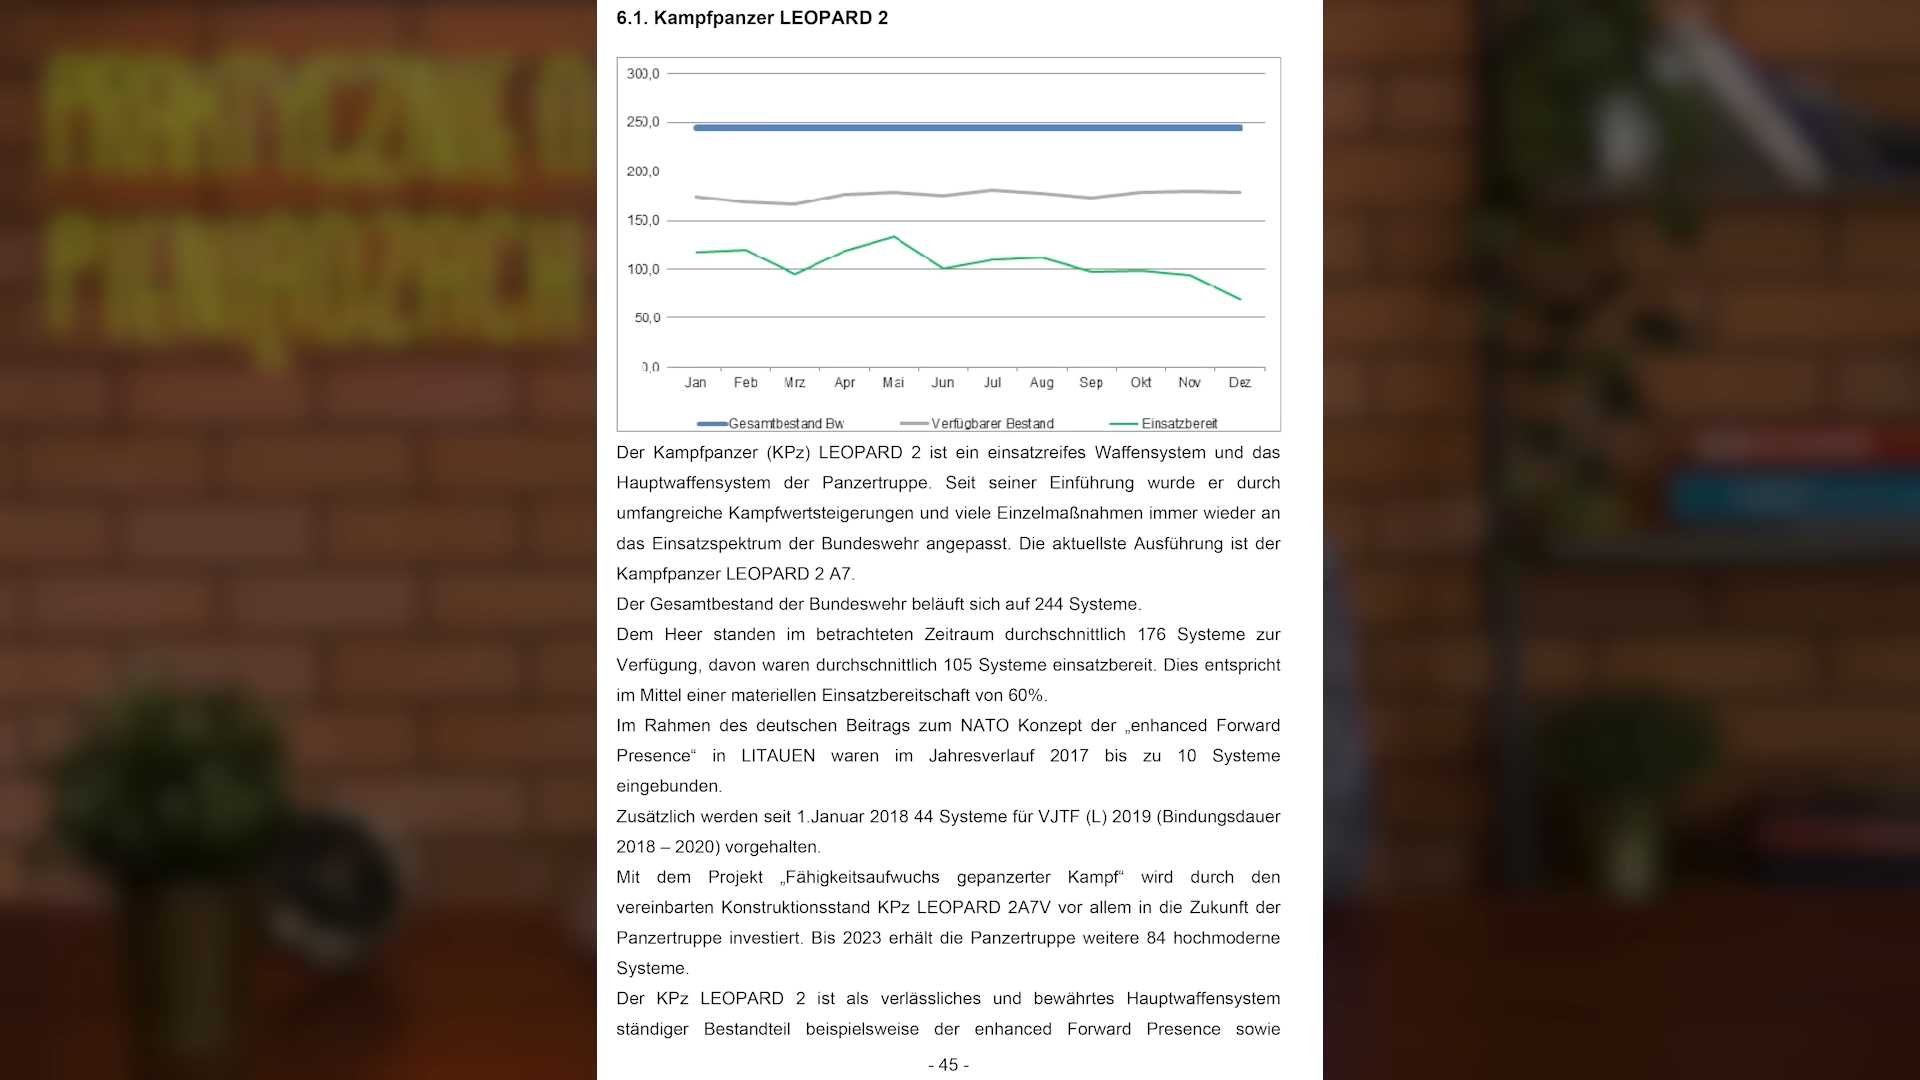 6.1. Kampfpanzer LEOPARD 2
300,0
250,0
200,0
150,0
100,0
50,0
0,0
Jan Feb Mrz Apr Mai Jun Jul Aug Sep Okt Nov Dez
Gesamtbestand Bw Verfügbarer Bestand Einsatzbereit
Der Kampfpanzer (KPz) LEOPARD 2 ist ein einsatzreifes Waffensystem und das
Hauptwaffensystem der Panzertruppe. Seit seiner Einführung wurde er durch
umfangreiche Kampfwertsteigerungen und viele Einzelmaßnahmen immer wieder an
das Einsatzspektrum der Bundeswehr angepasst. Die aktuellste Ausführung ist der
Kampfpanzer LEOPARD 2 A7.
Der Gesamtbestand der Bundeswehr beläuft sich auf 244 Systeme.
Dem Heer standen im betrachteten Zeitraum durchschnittlich 176 Systeme zur
Verfügung, davon waren durchschnittlich 105 Systeme einsatzbereit. Dies entspricht
im Mittel einer materiellen Einsatzbereitschaft von 60%.
Im Rahmen des deutschen Beitrags zum NATO Konzept der „enhanced Forward
Presence“ in LITAUEN waren im Jahresverlauf 2017 bis zu 10 Systeme
eingebunden.
Zusätzlich werden seit 1.Januar 2018 44 Systeme für VJTF (L) 2019 (Bindungsdauer
2018 – 2020) vorgehalten.
Mit dem Projekt „Fähigkeitsaufwuchs gepanzerter Kampf“ wird durch den
vereinbarten Konstruktionsstand KPz LEOPARD 2A7V vor allem in die Zukunft der
Panzertruppe investiert. Bis 2023 erhält die Panzertruppe weitere 84 hochmoderne
Systeme.
Der KPz LEOPARD 2 ist als verlässliches und bewährtes Hauptwaffensystem
ständiger Bestandteil beispielsweise der enhanced Forward Presence sowie
- 45 -
PRAKTYCZNIE O
PIENIĄDZACH